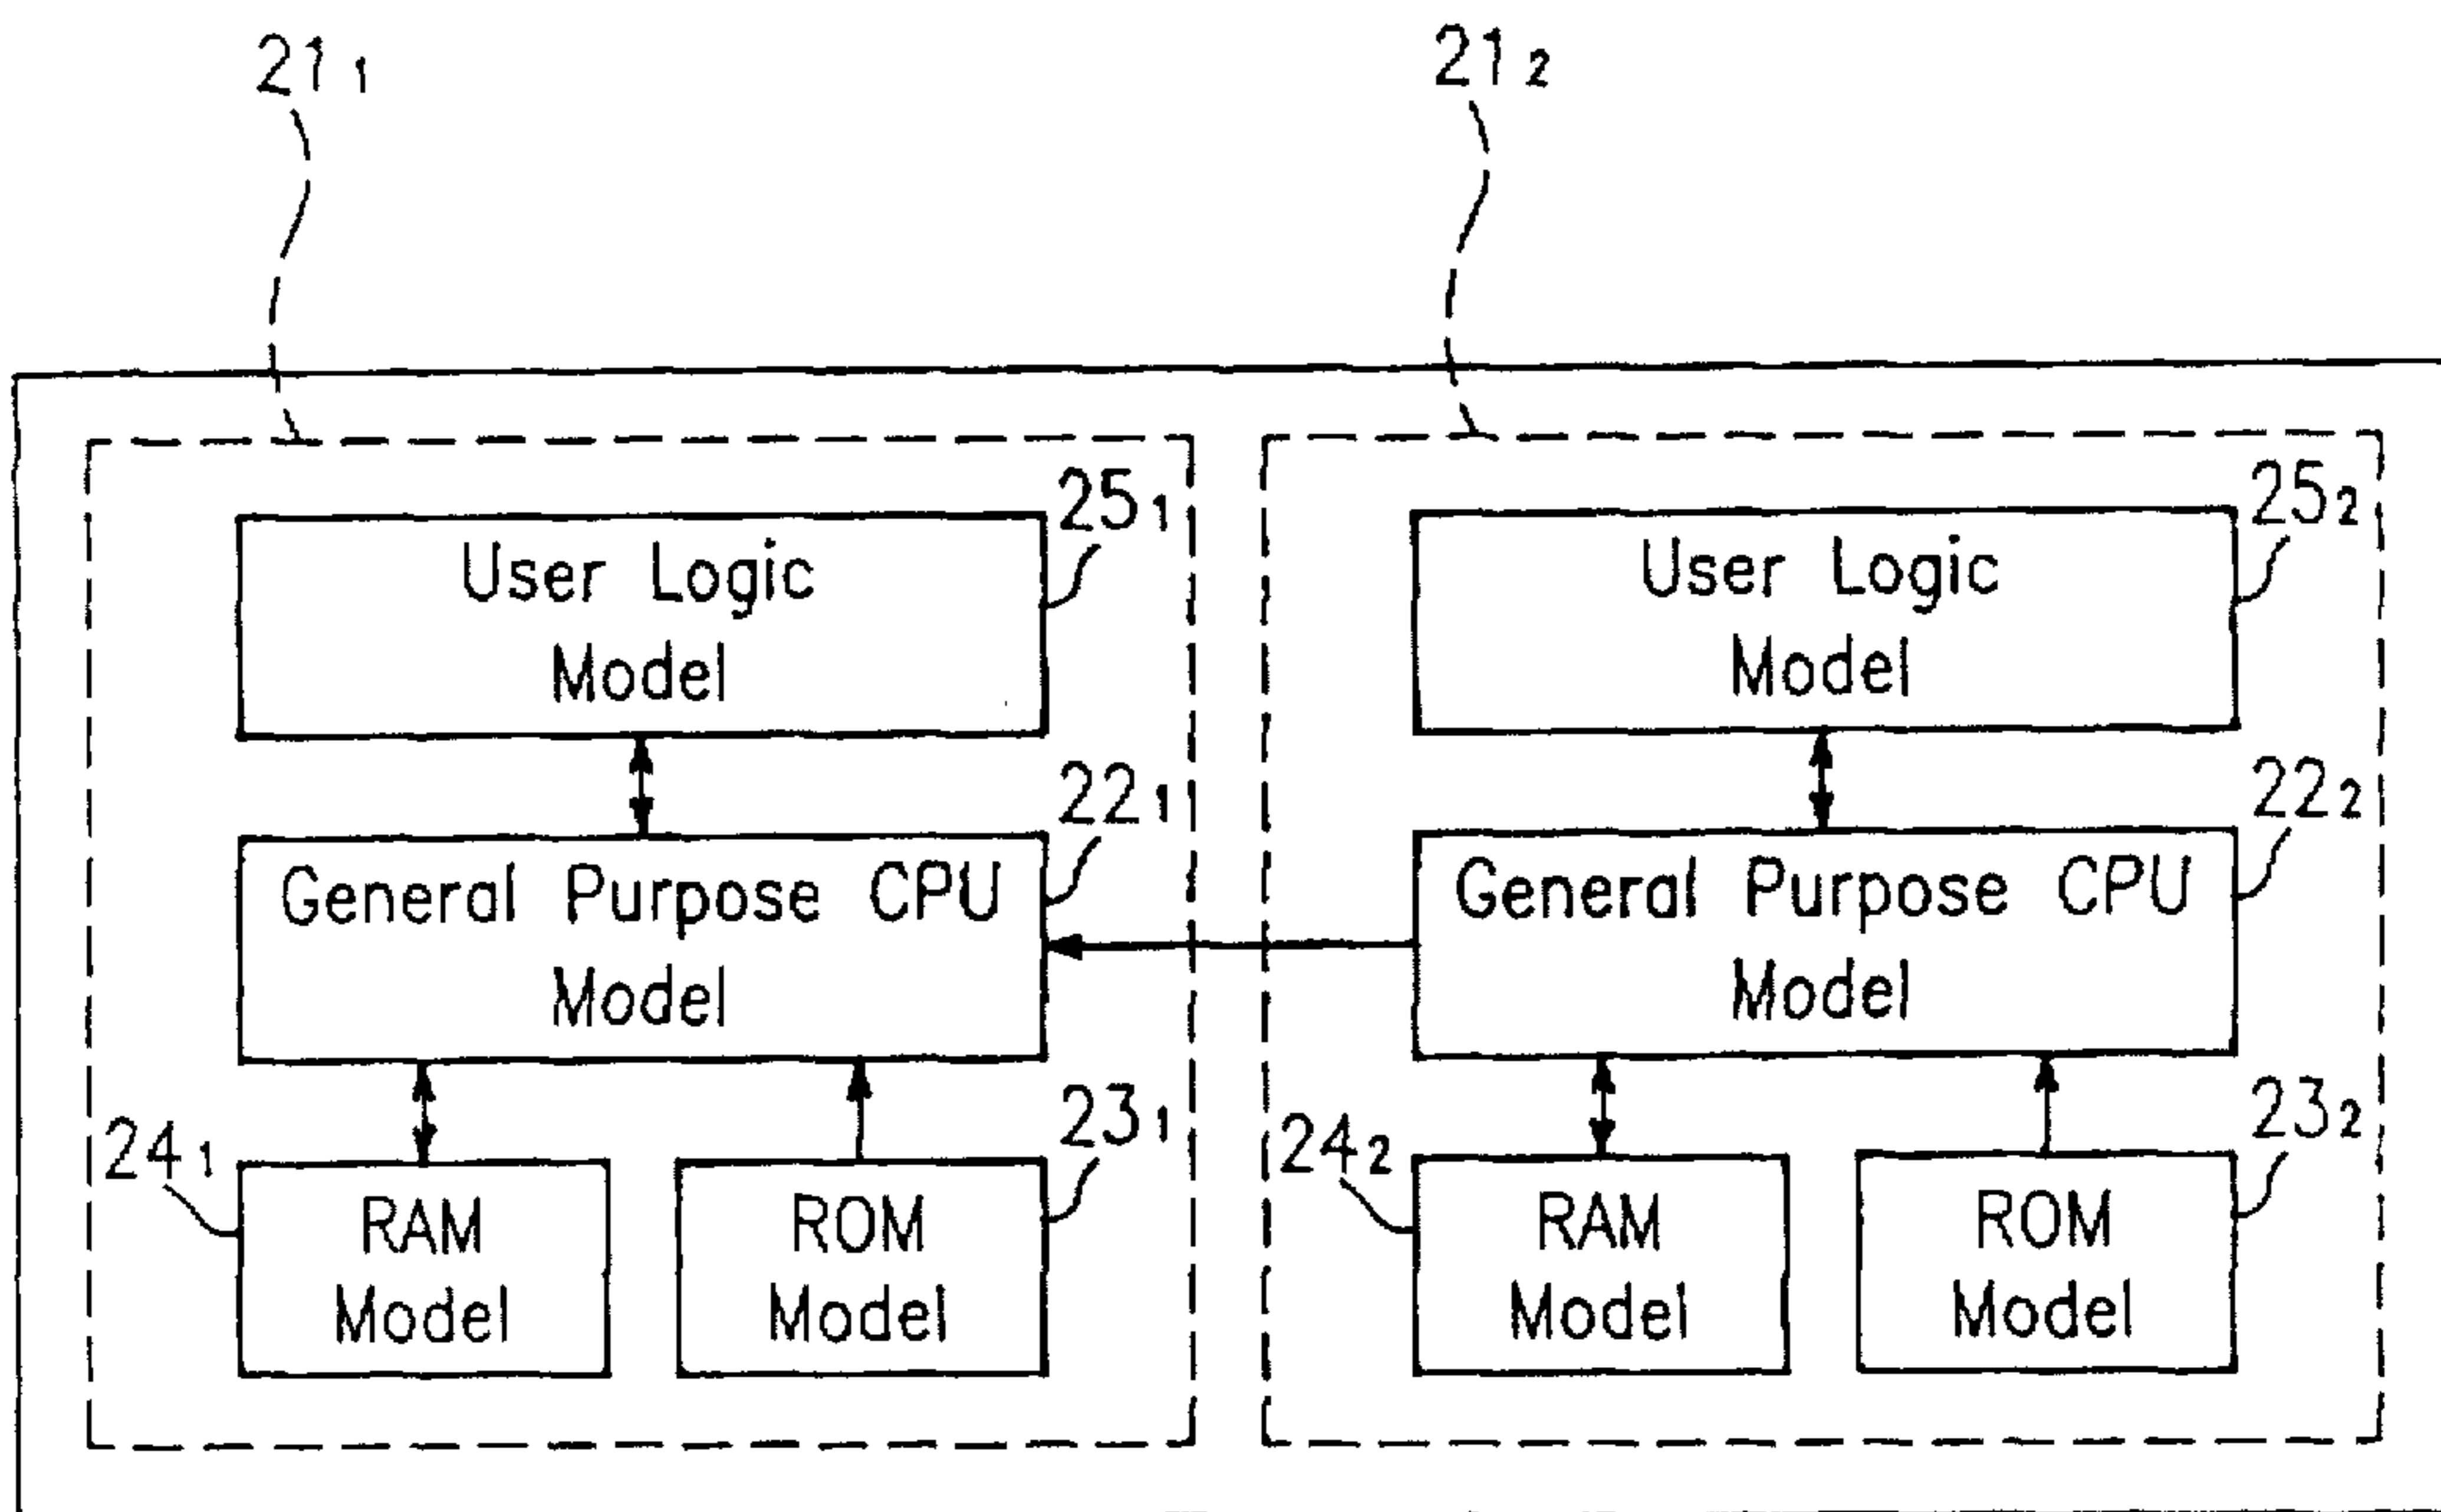 21₁
21₂
25₁
User Logic
Model
22₁
General Purpose CPU
Model
24₁
23₁
RAM
Model
ROM
Model
25₂
User Logic
Model
22₂
General Purpose CPU
Model
24₂
23₂
RAM
Model
ROM
Model